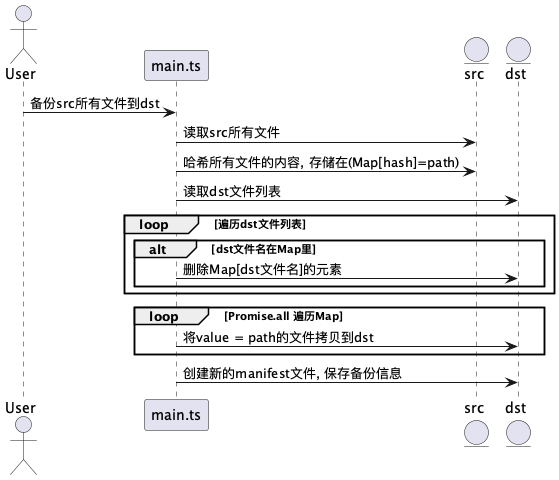 User
main.ts
src
dst
备份src所有文件到dst
读取src所有文件
哈希所有文件的内容, 存储在(Map[hash]=path)
读取dst文件列表
loop [遍历dst文件列表]
alt [dst文件名在Map里]
删除Map[dst文件名]的元素
loop [Promise.all 遍历Map]
将value = path的文件拷贝到dst
创建新的manifest文件, 保存备份信息
User
main.ts
src
dst